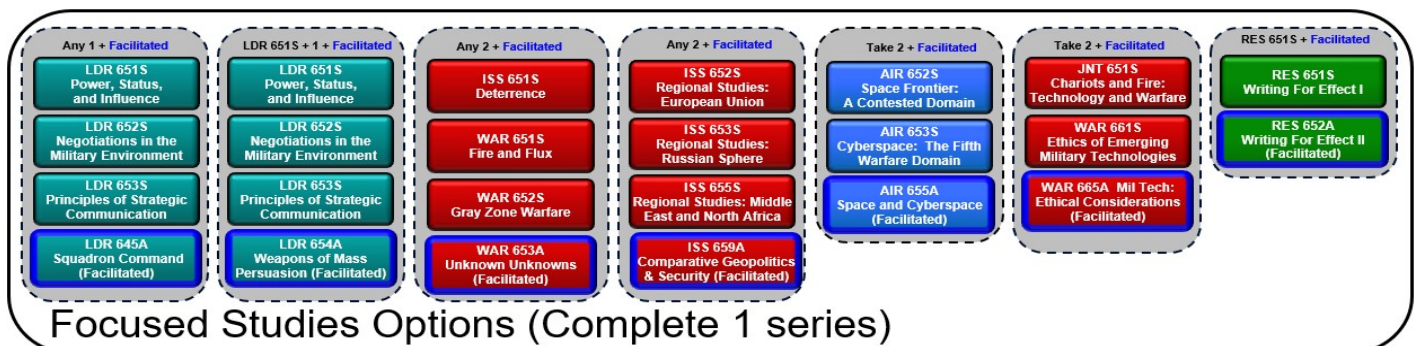 Any 1 + Facilitated
LDR 651S
Power, Status,
and Influence
LDR 652S
Negotiations in the
Military Environment
LDR 653S
Principles of Strategic
Communication
LDR 645A
Squadron Command
(Facilitated)
LDR 651S + 1 + Facilitated
LDR 651S
Power, Status,
and Influence
LDR 652S
Negotiations in the
Military Environment
LDR 653S
Principles of Strategic
Communication
LDR 654A
Weapons of Mass
Persuasion (Facilitated)
Any 2 + Facilitated
ISS 651S
Deterrence
WAR 651S
Fire and Flux
WAR 652S
Gray Zone Warfare
WAR 653A
Unknown Unknowns
(Facilitated)
Any 2 + Facilitated
ISS 652S
Regional Studies:
European Union
ISS 653S
Regional Studies:
Russian Sphere
ISS 655S
Regional Studies: Middle
East and North Africa
ISS 659A
Comparative Geopolitics
& Security (Facilitated)
Take 2 + Facilitated
AIR 652S
Space Frontier:
A Contested Domain
AIR 653S
Cyberspace: The Fifth
Warfare Domain
AIR 655A
Space and Cyberspace
(Facilitated)
Take 2 + Facilitated
JNT 651S
Chariots and Fire:
Technology and Warfare
WAR 661S
Ethics of Emerging
Military Technologies
WAR 665A Mil Tech:
Ethical Considerations
(Facilitated)
RES 651S + Facilitated
RES 651S
Writing For Effect I
RES 652A
Writing For Effect II
(Facilitated)
Focused Studies Options (Complete 1 series)